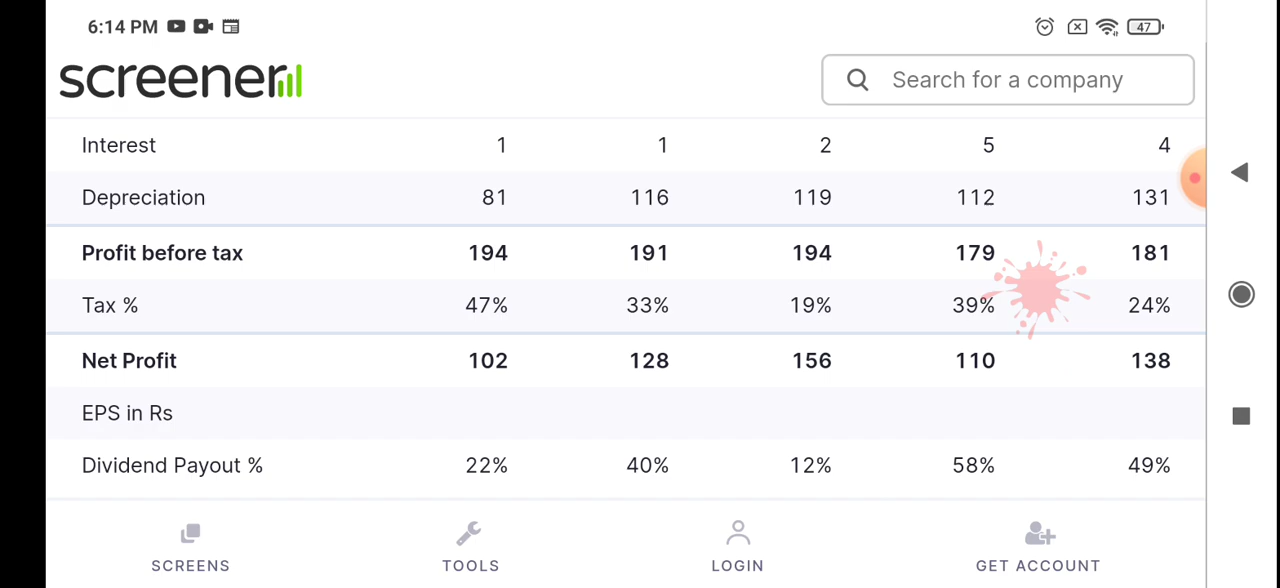 6:14 PM 47
screener Search for a company
Interest 1 1 2 5 4
Depreciation 81 116 119 112 131
Profit before tax 194 191 194 179 181
Tax % 47% 33% 19% 39% 24%
Net Profit 102 128 156 110 138
EPS in Rs
Dividend Payout % 22% 40% 12% 58% 49%
SCREENS TOOLS LOGIN GET ACCOUNT